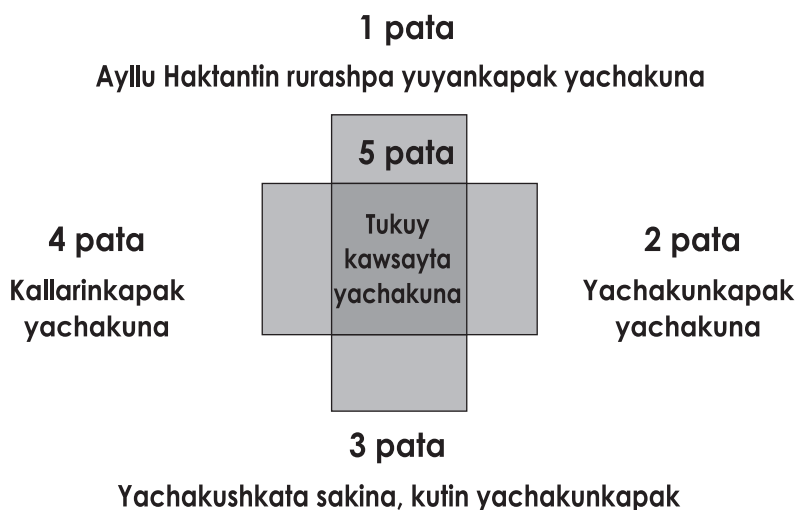 1 pata
Ayllu Haktantin rurashpa yuyankapak yachakuna
5 pata
Tukuy
kawsayta
yachakuna
4 pata
Kallarinkapak
yachakuna
2 pata
Yachakunkapak
yachakuna
3 pata
Yachakushkata sakina, kutin yachakunkapak